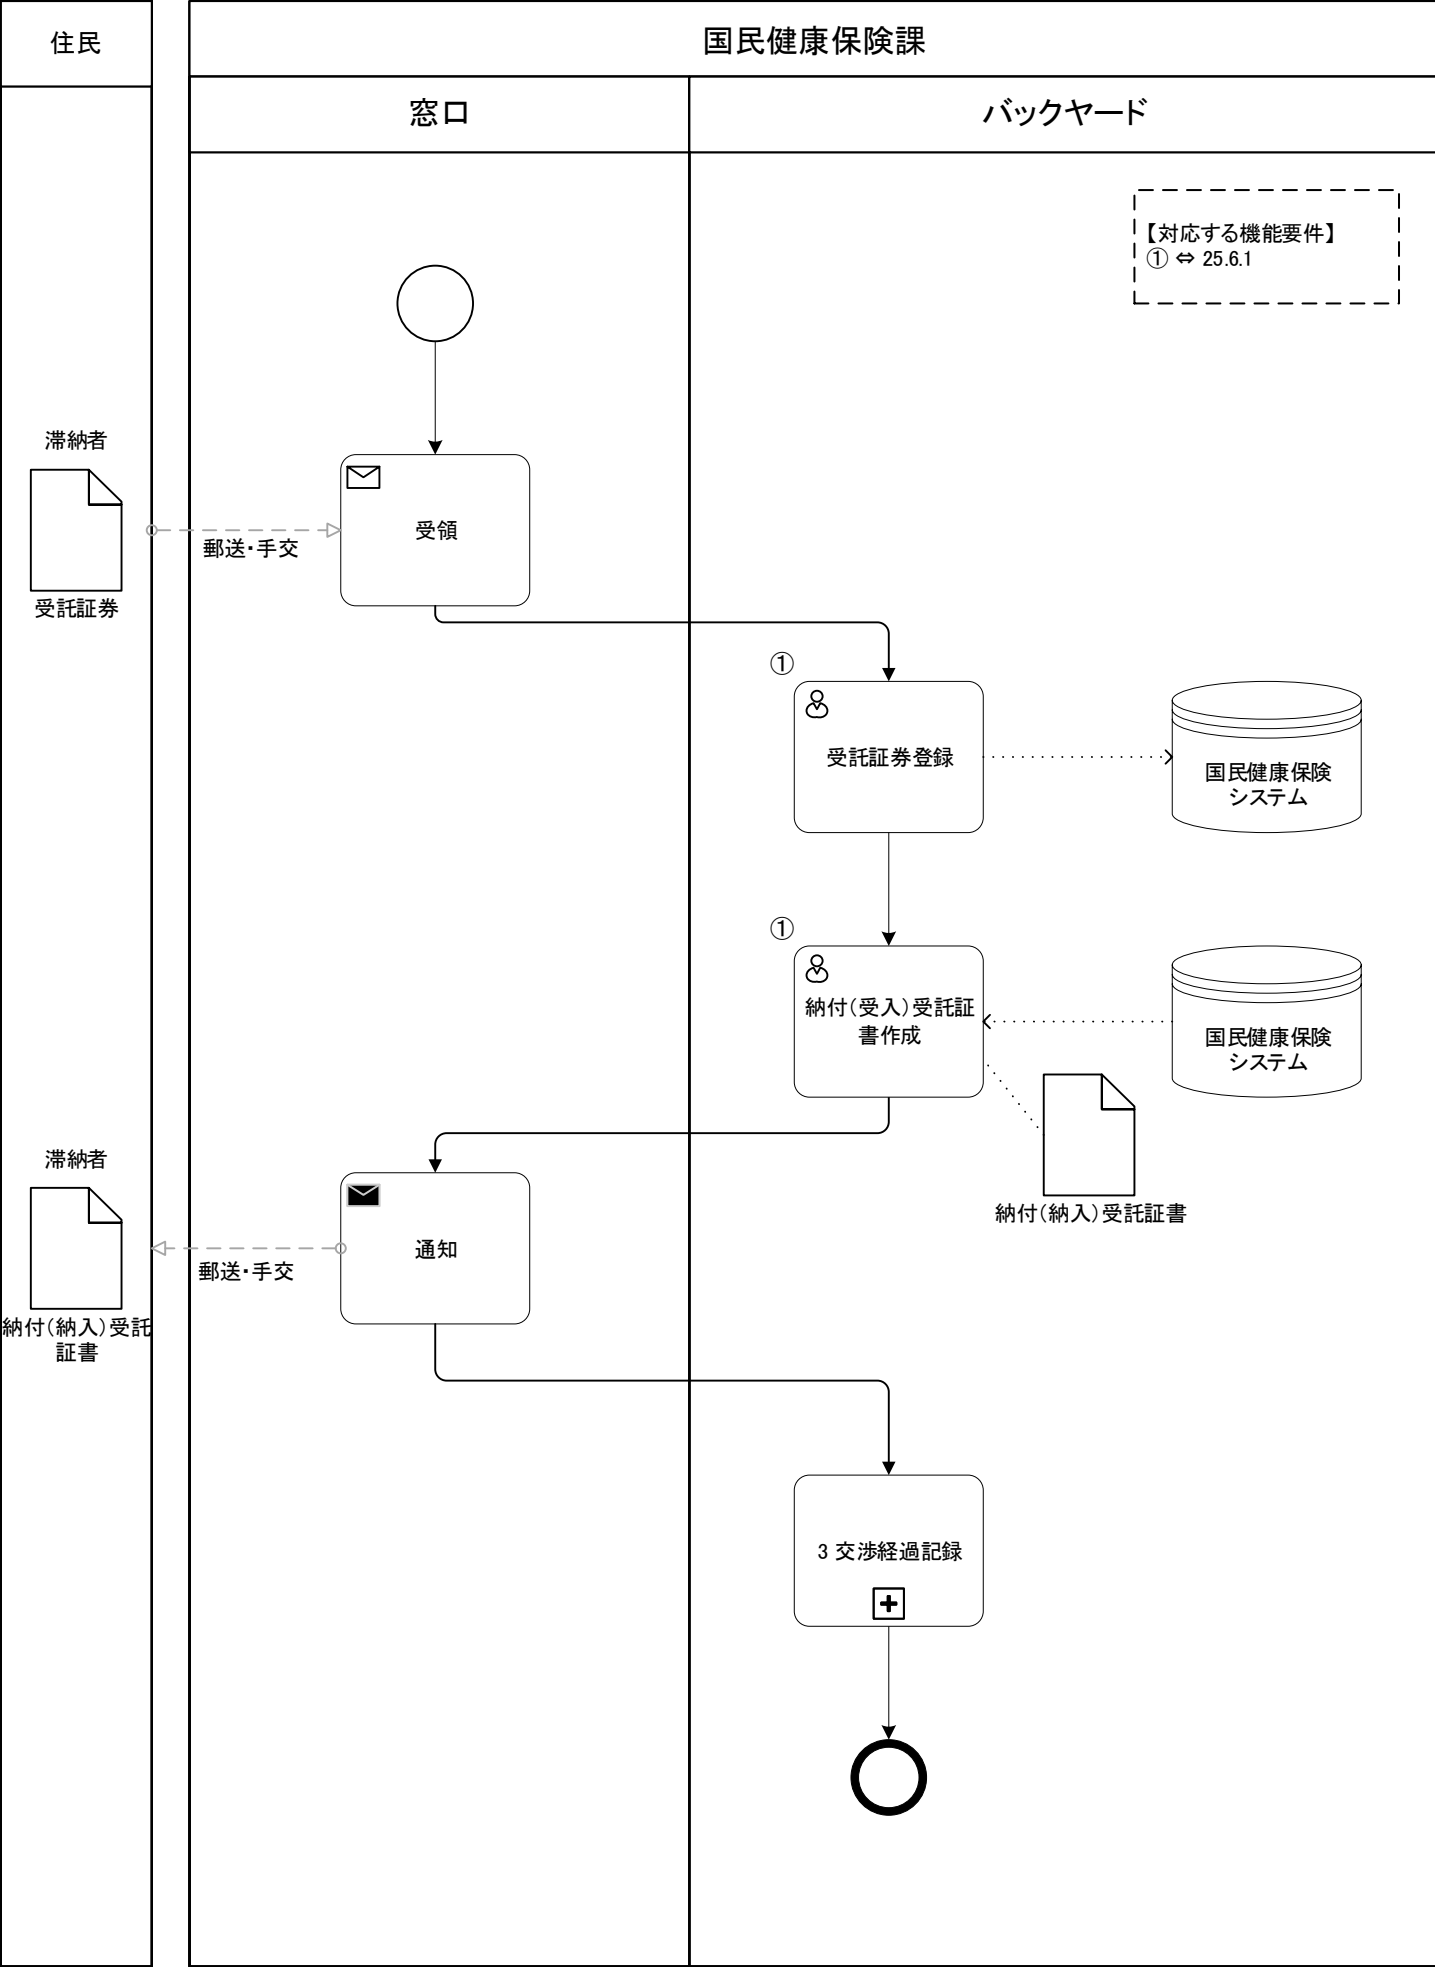 住民
国民健康保険課
窓口
バックヤード
【対応する機能要件】
① ⇔ 25.6.1
滞納者
受託証券
郵送・手交
受領
①
受託証券登録
国民健康保険
システム
①
納付(受入)受託証
書作成
国民健康保険
システム
納付(納入)受託証書
滞納者
納付(納入)受託
証書
郵送・手交
通知
3 交渉経過記録